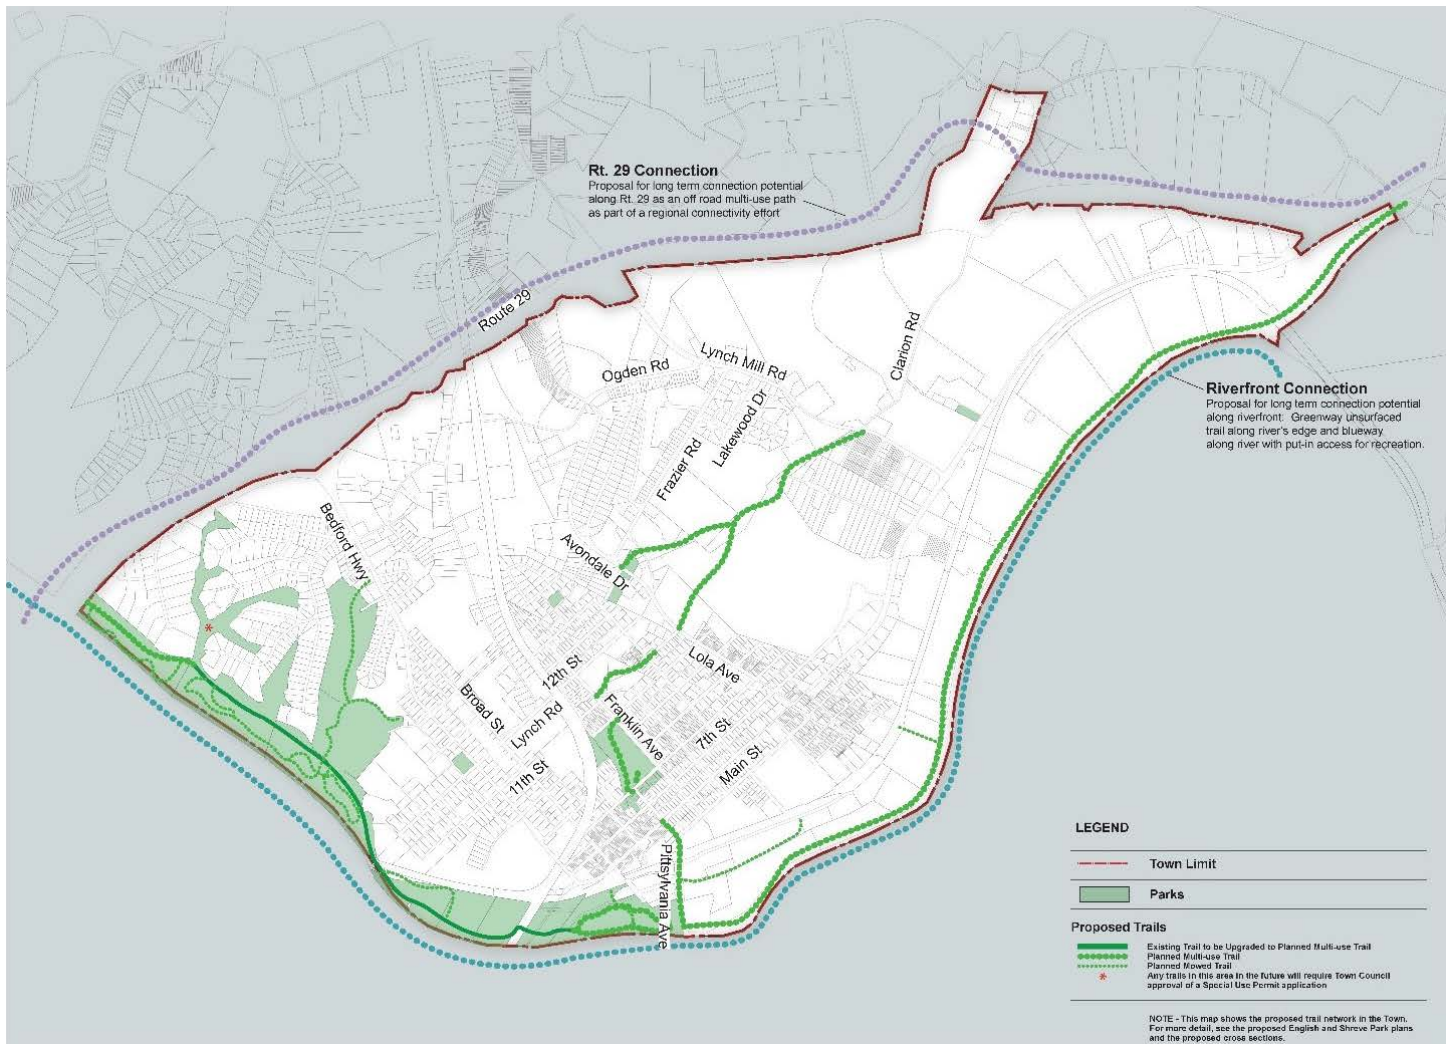 Rt. 29 Connection
Proposal for long term connection potential
along Rt. 29 as an off road multi-use path
as part of a regional connectivity effort
Route 29
Ogden Rd
Lynch Mill Rd
Clarion Rd
Lakewood Dr
Frazier Rd
Riverfront Connection
Proposal for long term connection potential
along riverfront. Greenway unsurfaced
trail along river's edge and blueway
along river with put-in access for recreation.
Bedford Hwy
Avondale Dr
Lola Ave
12th St
Broad St
Lynch Rd
Franklin Ave
7th St
Main St
11th St
Pittsylvania Ave
LEGEND
Town Limit
Parks
Proposed Trails
Existing Trail to be Upgraded to Planned Multi-use Trail
Planned Multi-use Trail
Planned Mowed Trail
* Any trails in this area in the future will require Town Council
approval of a Special Use Permit application
NOTE - This map shows the proposed trail network in the Town.
For more detail, see the proposed English and Shreve Park plans
and the proposed cross sections.